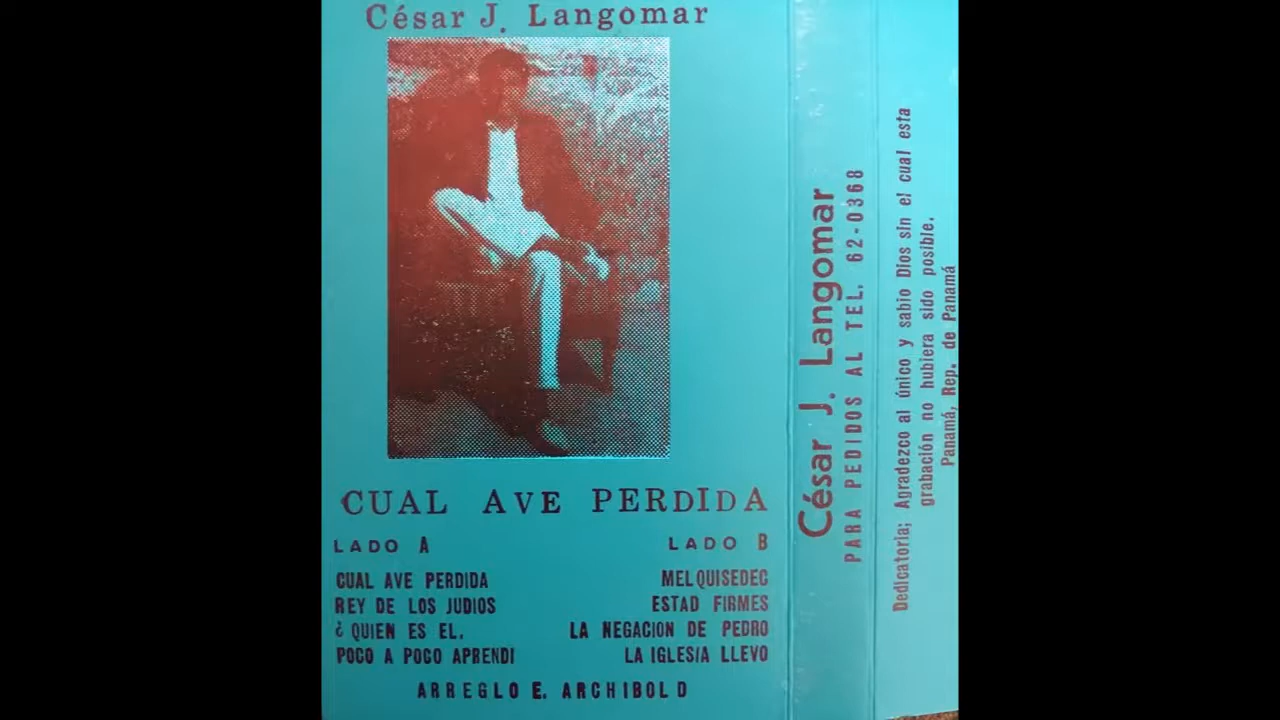 César J. Langomar
CUAL AVE PERDIDA
LADO A
CUAL AVE PERDIDA
REY DE LOS JUDIOS
¿ QUIEN ES EL.
POCO A POCO APRENDI
LADO B
MELQUISEDEC
ESTAD FIRMES
LA NEGACION DE PEDRO
LA IGLESIA LLEVO
ARREGLO E. ARCHIBOLD
César J. Langomar
PARA PEDIDOS AL TEL. 62-0368
Dedicatoria; Agradezco al único y sabio Dios sin el cual esta
grabación no hubiera sido posible.
Panamá, Rep. de Panamá